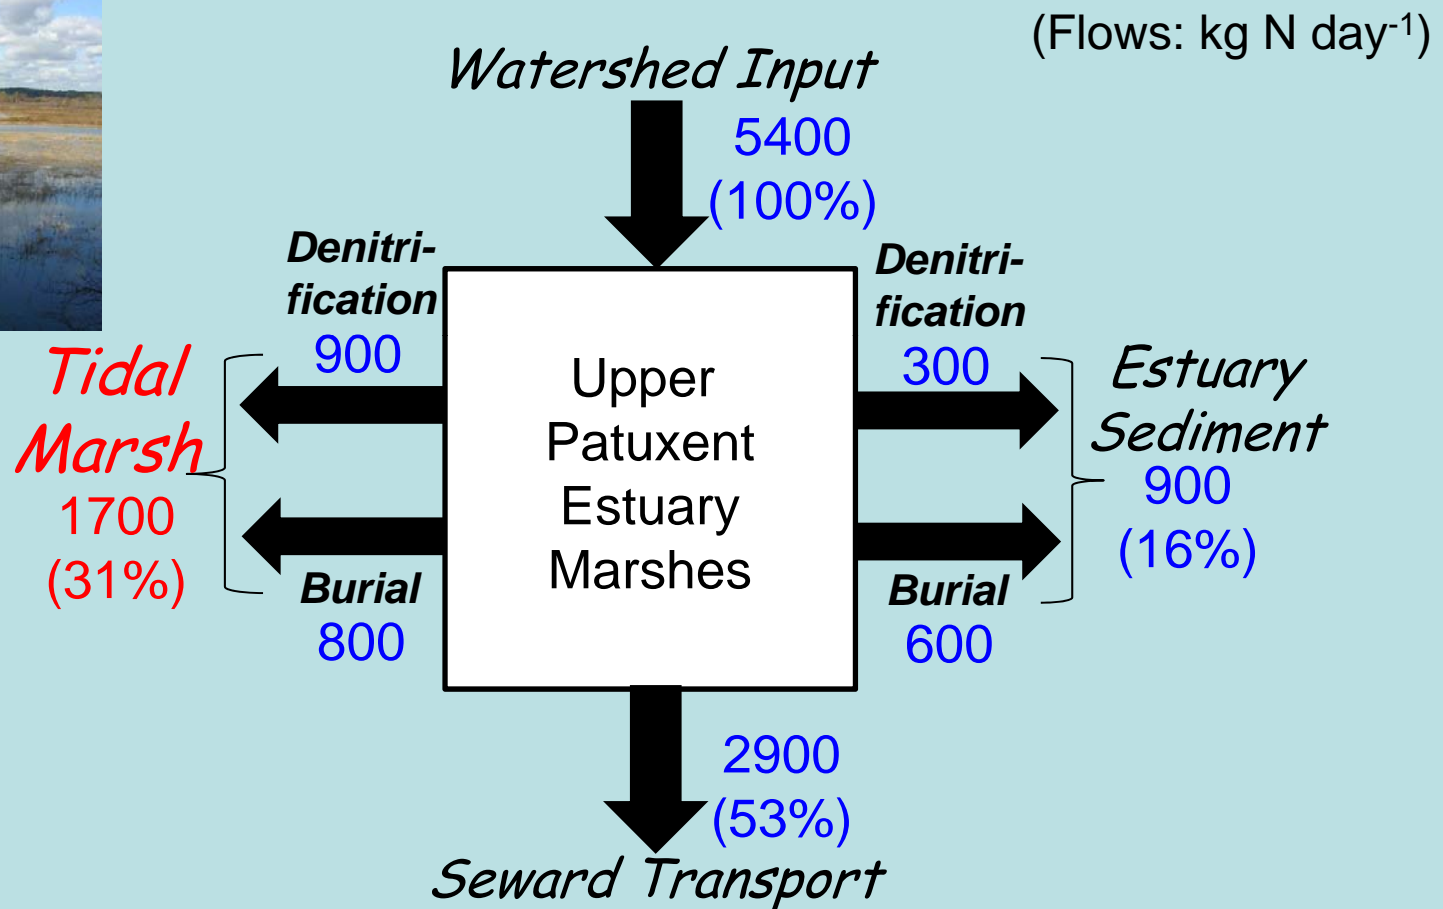 (Flows: kg N day-1)
Watershed Input
5400
(100%)
Denitri-
fication
900
Tidal
Marsh
1700
(31%)
Burial
800
Upper
Patuxent
Estuary
Marshes
Denitri-
fication
300
Estuary
Sediment
900
(16%)
Burial
600
2900
(53%)
Seward Transport